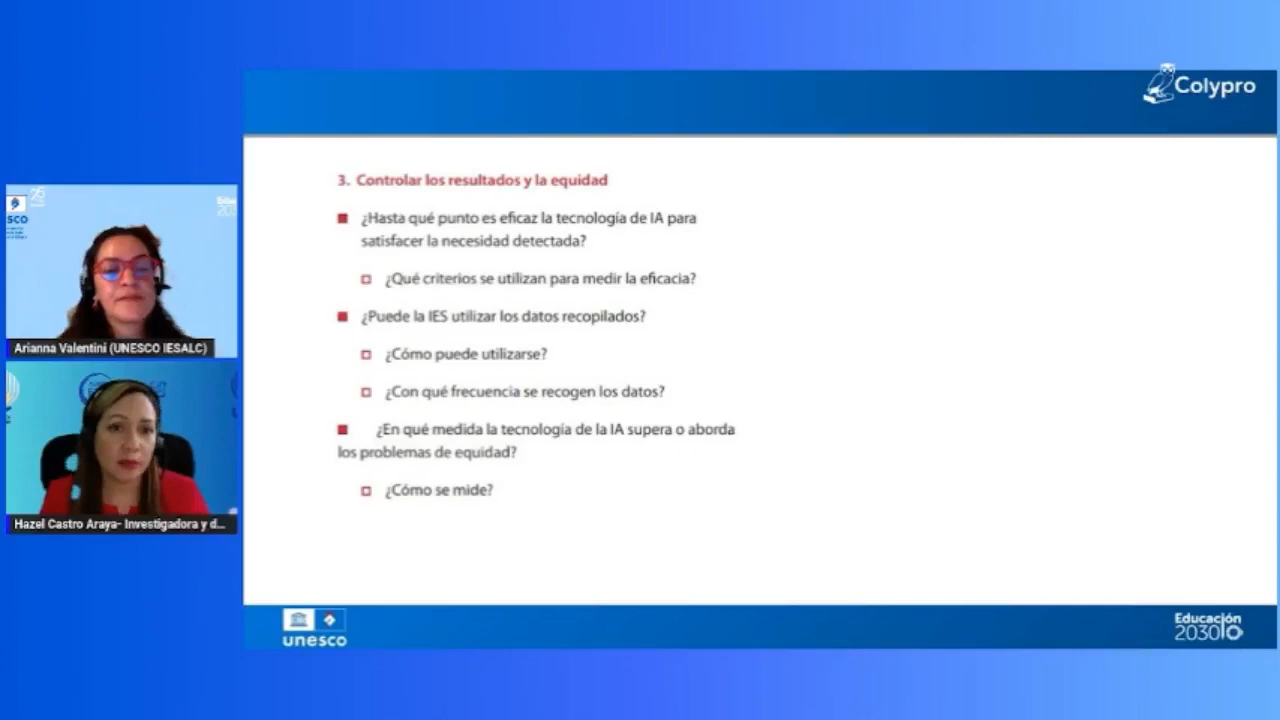 Colypro
3. Controlar los resultados y la equidad
¿Hasta qué punto es eficaz la tecnología de IA para
satisfacer la necesidad detectada?
¿Qué criterios se utilizan para medir la eficacia?
¿Puede la IES utilizar los datos recopilados?
¿Cómo puede utilizarse?
¿Con qué frecuencia se recogen los datos?
¿En qué medida la tecnología de la IA supera o aborda
los problemas de equidad?
¿Cómo se mide?
Arianna Valentini (UNESCO IESALC)
Hazel Castro Araya- Investigadora y d...
unesco
Educación
2030